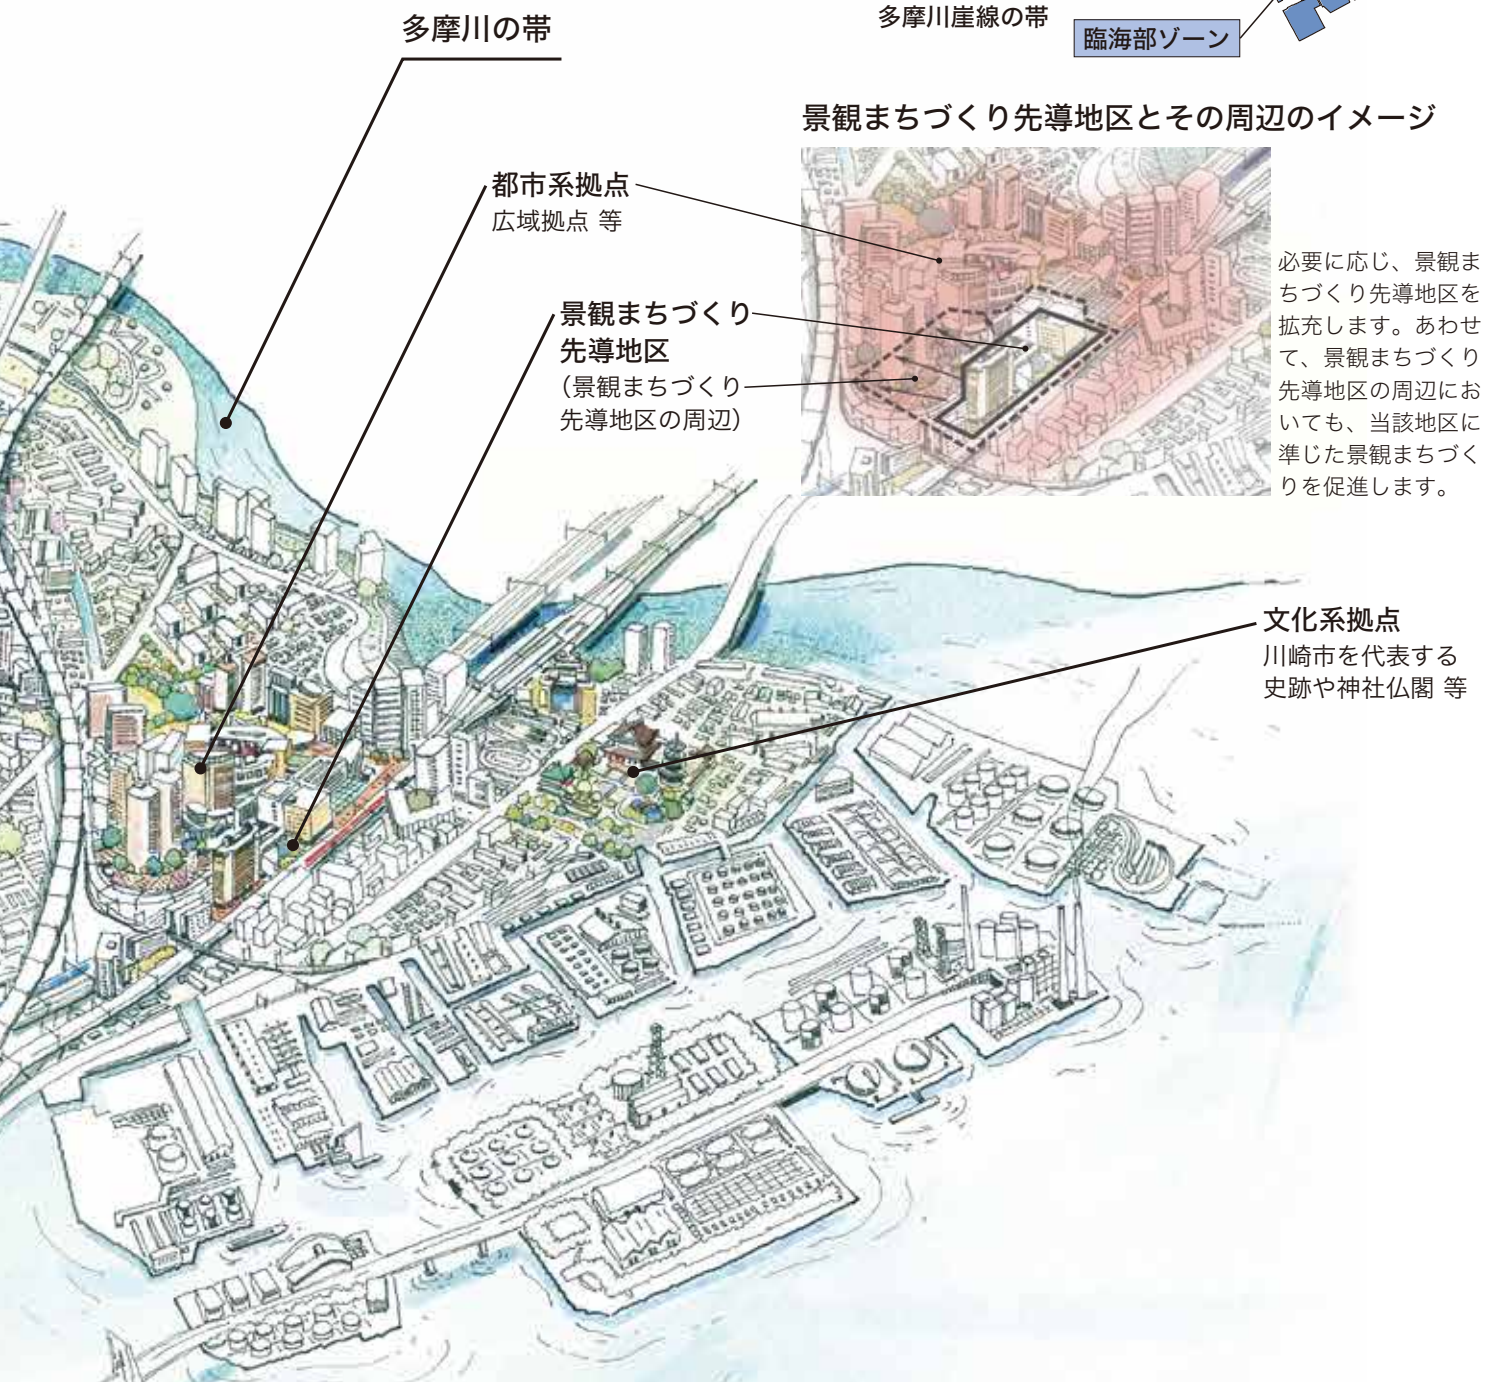 多摩川の帯
多摩川崖線の帯
臨海部ゾーン
景観まちづくり先導地区とその周辺のイメージ
都市系拠点
広域拠点 等
景観まちづくり
先導地区
（景観まちづくり
先導地区の周辺）
必要に応じ、景観ま
ちづくり先導地区を
拡充します。あわせ
て、景観まちづくり
先導地区の周辺にお
いても、当該地区に
準じた景観まちづく
りを促進します。
文化系拠点
川崎市を代表する
史跡や神社仏閣 等